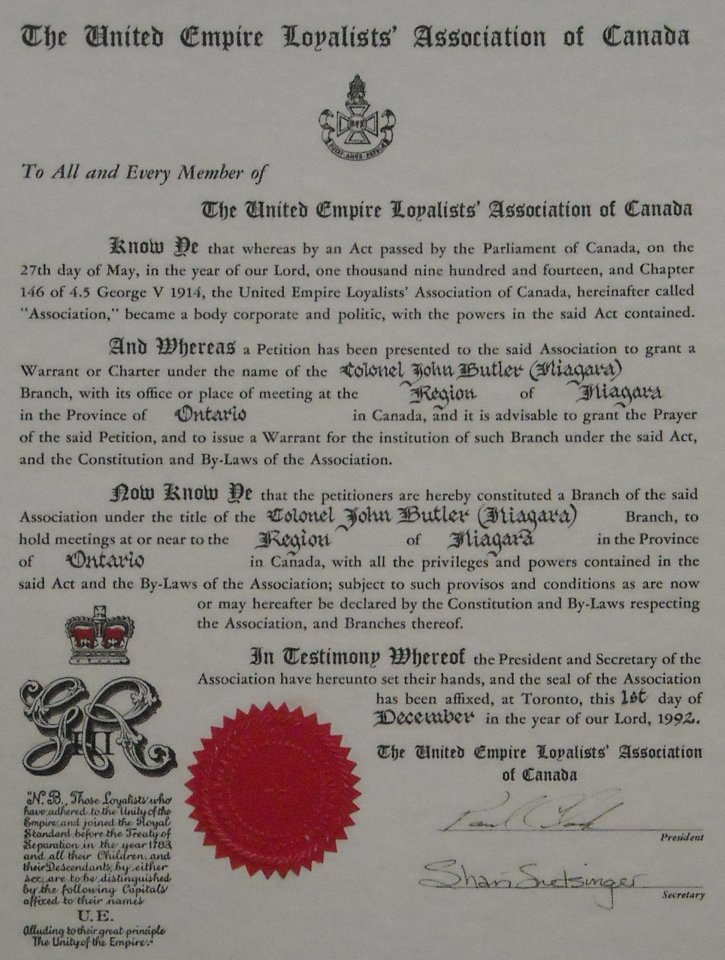 The United Empire Loyalists' Association of Canada
To All and Every Member of
The United Empire Loyalists' Association of Canada
Know Ye that whereas by an Act passed by the Parliament of Canada, on the
27th day of May, in the year of our Lord, one thousand nine hundred and fourteen, and Chapter
146 of 4.5 George V 1914, the United Empire Loyalists' Association of Canada, hereinafter called
"Association," became a body corporate and politic, with the powers in the said Act contained.
And Whereas a Petition has been presented to the said Association to grant a
Warrant or Charter under the name of the Colonel John Butler (Niagara)
Branch, with its office or place of meeting at the Region of Niagara
in the Province of Ontario in Canada, and it is advisable to grant the Prayer
of the said Petition, and to issue a Warrant for the institution of such Branch under the said Act,
and the Constitution and By-Laws of the Association.
Now Know Ye that the petitioners are hereby constituted a Branch of the said
Association under the title of the Colonel John Butler (Niagara) Branch, to
hold meetings at or near to the Region of Niagara in the Province
of Ontario in Canada, with all the privileges and powers contained in the
said Act and the By-Laws of the Association; subject to such provisos and conditions as are now
or may hereafter be declared by the Constitution and By-Laws respecting
the Association, and Branches thereof.
In Testimony Whereof the President and Secretary of the
Association have hereunto set their hands, and the seal of the Association
has been affixed, at Toronto, this 1st day of
December in the year of our Lord, 1992.
The United Empire Loyalists' Association
of Canada
President
Shari
Secretary
GR
III
"N.B. Those Loyalists who
have adhered to the Unity of the
Empire, and joined the Royal
Standard before the Treaty of
Separation in the year 1783,
and all their Children, and
their Descendants by either
sex, are to be distinguished
by the following Capitals
affixed to their names
U.E.
Alluding to their great principle
The Unity of the Empire."